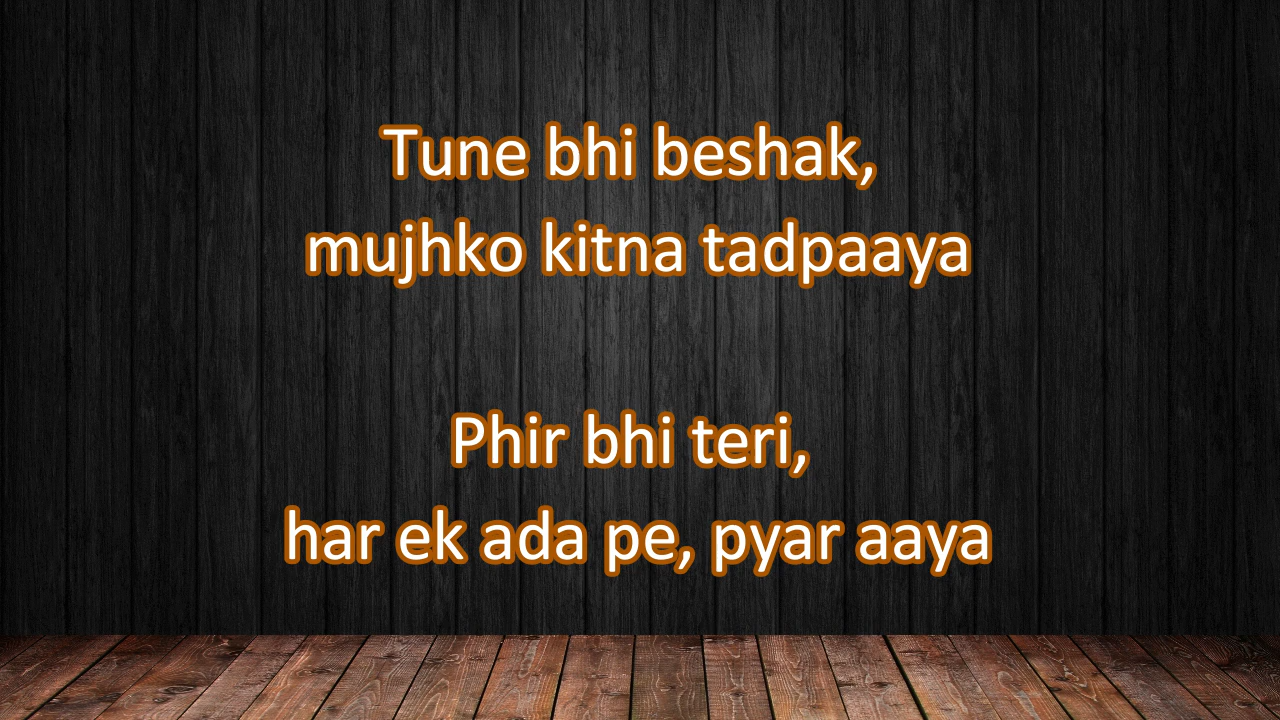 Tune bhi beshak,
mujhko kitna tadpaaya
Phir bhi teri,
har ek ada pe, pyar aaya